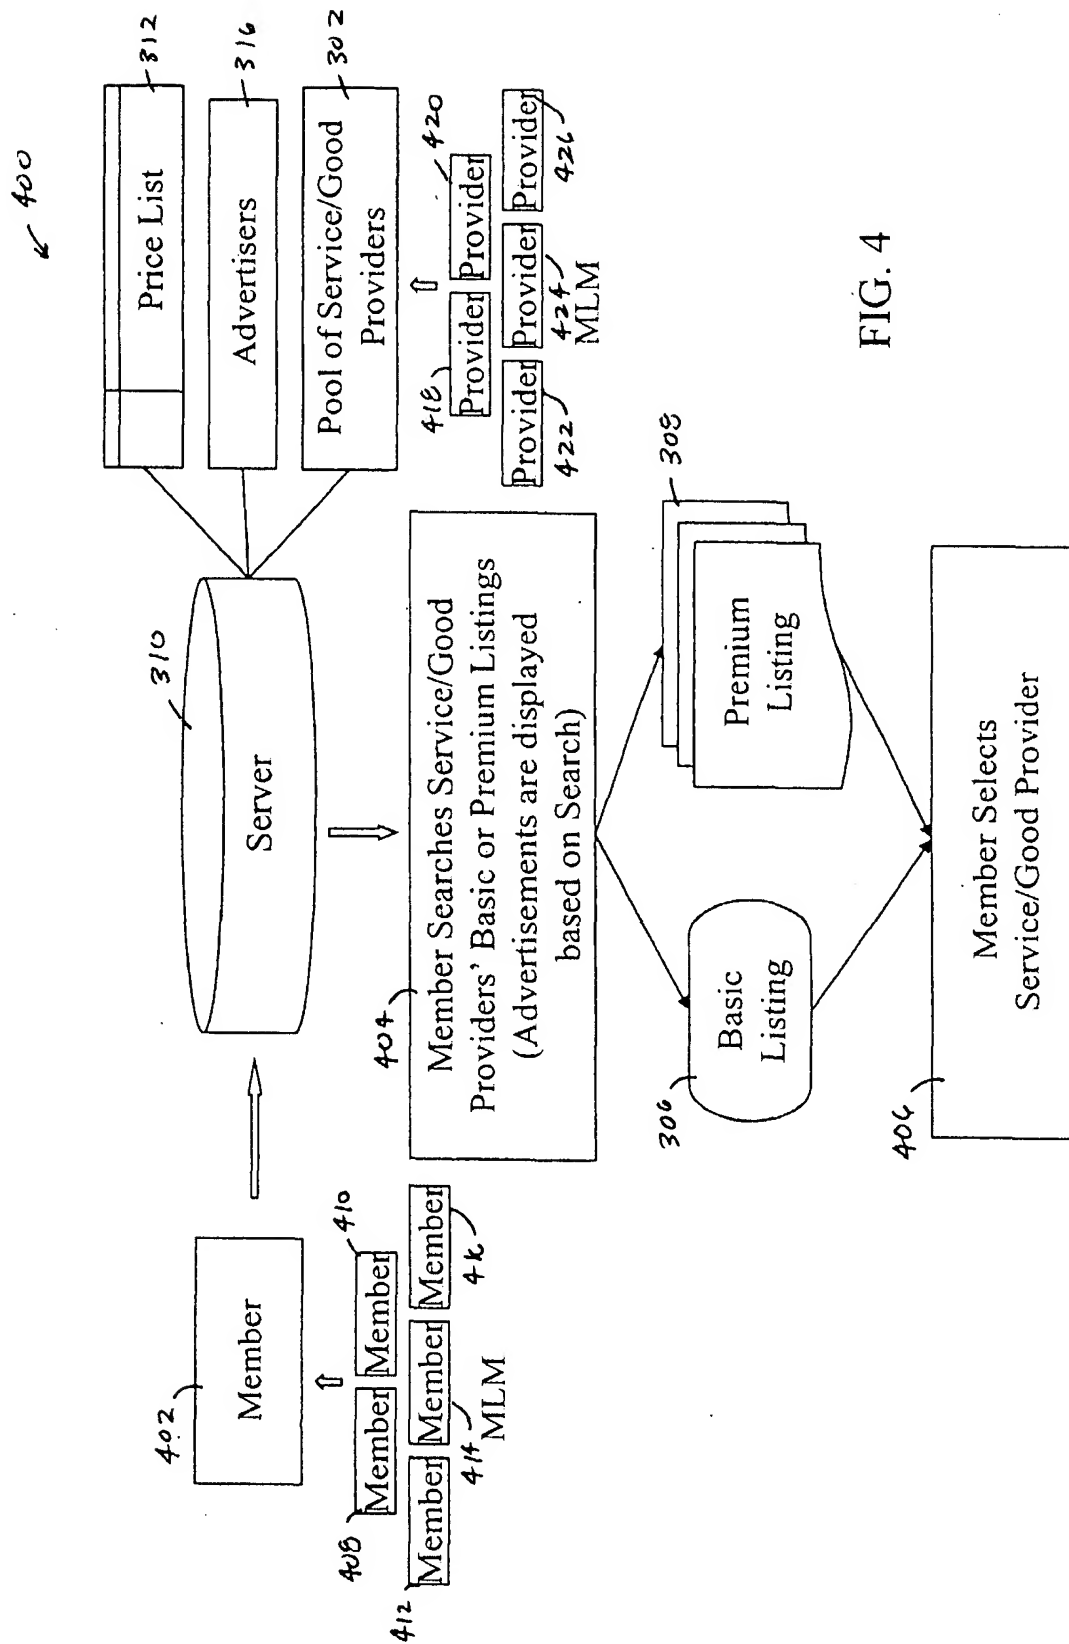 400
402
Member
408
Member
Member
410
412
Member
Member
Member
414
MLM
310
Server
312
Price List
316
Advertisers
302
Pool of Service/Good
Providers
418
Provider
Provider
420
Provider
Provider
Provider
422
424
426
MLM
404
Member Searches Service/Good
Providers' Basic or Premium Listings
(Advertisements are displayed
based on Search)
306
Basic
Listing
308
Premium
Listing
406
Member Selects
Service/Good Provider
FIG. 4